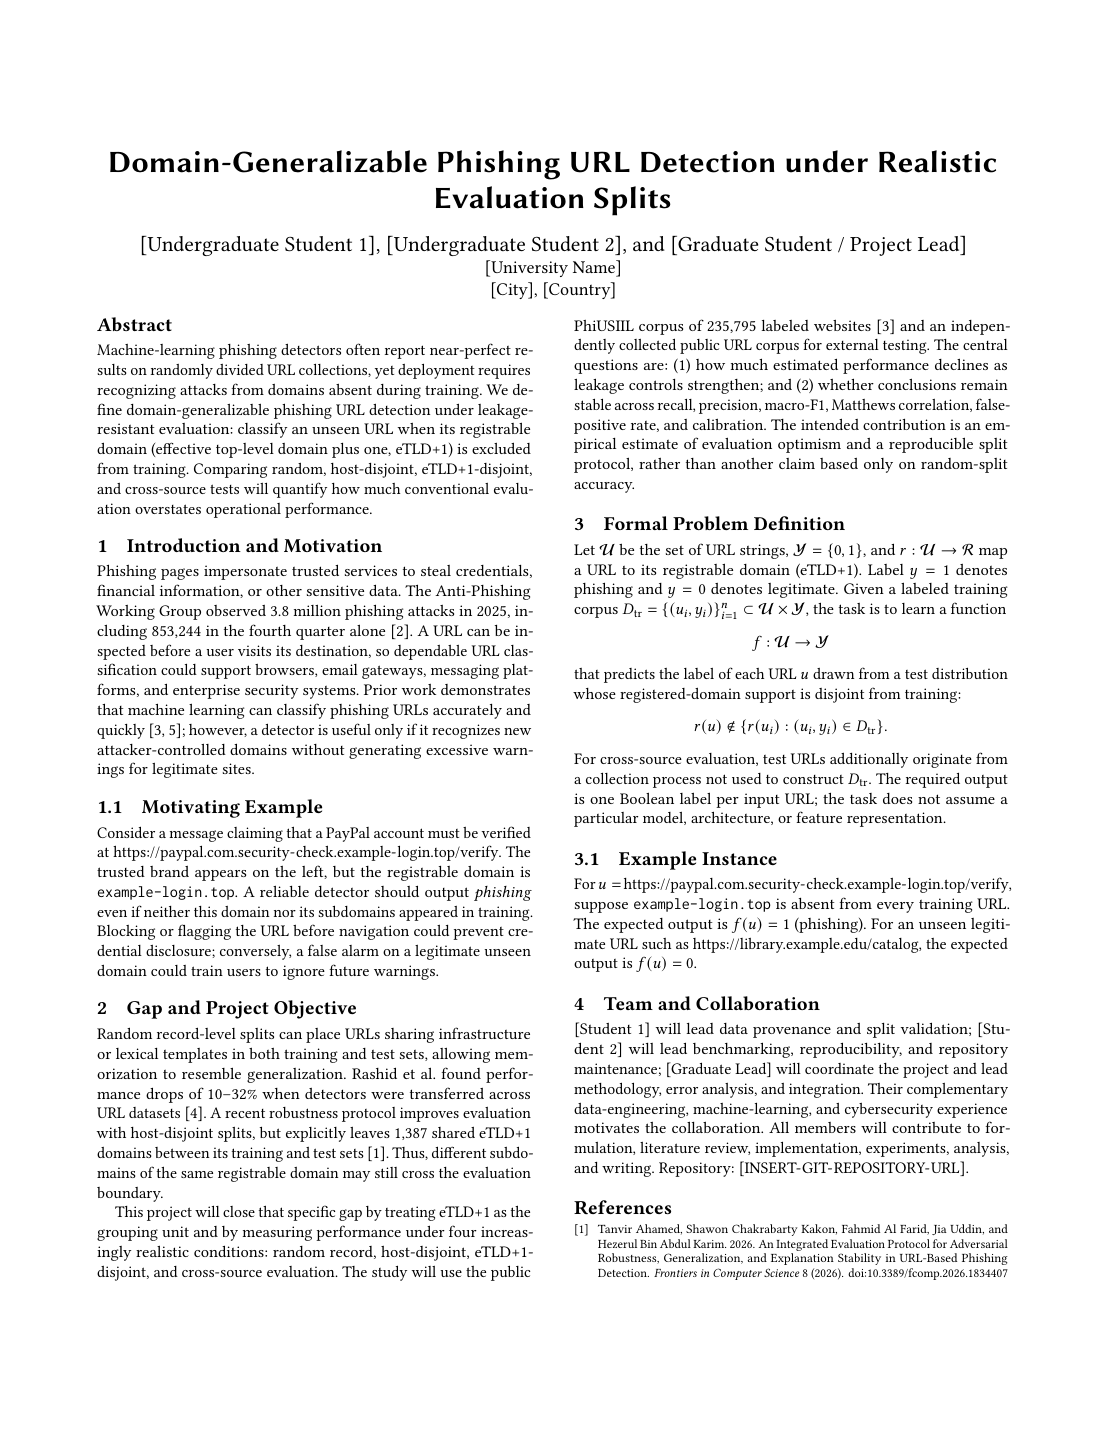 Domain-Generalizable Phishing URL Detection under Realistic
Evaluation Splits
[Undergraduate Student 1], [Undergraduate Student 2], and [Graduate Student / Project Lead]
[University Name]
[City], [Country]
Abstract
Machine-learning phishing detectors often report near-perfect re-
sults on randomly divided URL collections, yet deployment requires
recognizing attacks from domains absent during training. We de-
fine domain-generalizable phishing URL detection under leakage-
resistant evaluation: classify an unseen URL when its registrable
domain (effective top-level domain plus one, eTLD+1) is excluded
from training. Comparing random, host-disjoint, eTLD+1-disjoint,
and cross-source tests will quantify how much conventional evalu-
ation overstates operational performance.
1 Introduction and Motivation
Phishing pages impersonate trusted services to steal credentials,
financial information, or other sensitive data. The Anti-Phishing
Working Group observed 3.8 million phishing attacks in 2025, in-
cluding 853,244 in the fourth quarter alone [2]. A URL can be in-
spected before a user visits its destination, so dependable URL clas-
sification could support browsers, email gateways, messaging plat-
forms, and enterprise security systems. Prior work demonstrates
that machine learning can classify phishing URLs accurately and
quickly [3, 5]; however, a detector is useful only if it recognizes new
attacker-controlled domains without generating excessive warn-
ings for legitimate sites.
1.1 Motivating Example
Consider a message claiming that a PayPal account must be verified
at https://paypal.com.security-check.example-login.top/verify. The
trusted brand appears on the left, but the registrable domain is
example-login.top. A reliable detector should output phishing
even if neither this domain nor its subdomains appeared in training.
Blocking or flagging the URL before navigation could prevent cre-
dential disclosure; conversely, a false alarm on a legitimate unseen
domain could train users to ignore future warnings.
2 Gap and Project Objective
Random record-level splits can place URLs sharing infrastructure
or lexical templates in both training and test sets, allowing mem-
orization to resemble generalization. Rashid et al. found perfor-
mance drops of 10–32% when detectors were transferred across
URL datasets [4]. A recent robustness protocol improves evaluation
with host-disjoint splits, but explicitly leaves 1,387 shared eTLD+1
domains between its training and test sets [1]. Thus, different subdo-
mains of the same registrable domain may still cross the evaluation
boundary.
This project will close that specific gap by treating eTLD+1 as the
grouping unit and by measuring performance under four increas-
ingly realistic conditions: random record, host-disjoint, eTLD+1-
disjoint, and cross-source evaluation. The study will use the public
PhiUSIIL corpus of 235,795 labeled websites [3] and an indepen-
dently collected public URL corpus for external testing. The central
questions are: (1) how much estimated performance declines as
leakage controls strengthen; and (2) whether conclusions remain
stable across recall, precision, macro-F1, Matthews correlation, false-
positive rate, and calibration. The intended contribution is an em-
pirical estimate of evaluation optimism and a reproducible split
protocol, rather than another claim based only on random-split
accuracy.
3 Formal Problem Definition
Let 𝒰 be the set of URL strings, 𝒴 = {0, 1}, and r : 𝒰 → ℛ map
a URL to its registrable domain (eTLD+1). Label y = 1 denotes
phishing and y = 0 denotes legitimate. Given a labeled training
corpus D_tr = {(u_i, y_i)}_{i=1}^n ⊂ 𝒰 × 𝒴, the task is to learn a function
f : 𝒰 → 𝒴
that predicts the label of each URL u drawn from a test distribution
whose registered-domain support is disjoint from training:
r(u) ∉ {r(u_i) : (u_i, y_i) ∈ D_tr}.
For cross-source evaluation, test URLs additionally originate from
a collection process not used to construct D_tr. The required output
is one Boolean label per input URL; the task does not assume a
particular model, architecture, or feature representation.
3.1 Example Instance
For u = https://paypal.com.security-check.example-login.top/verify,
suppose example-login.top is absent from every training URL.
The expected output is f(u) = 1 (phishing). For an unseen legiti-
mate URL such as https://library.example.edu/catalog, the expected
output is f(u) = 0.
4 Team and Collaboration
[Student 1] will lead data provenance and split validation; [Stu-
dent 2] will lead benchmarking, reproducibility, and repository
maintenance; [Graduate Lead] will coordinate the project and lead
methodology, error analysis, and integration. Their complementary
data-engineering, machine-learning, and cybersecurity experience
motivates the collaboration. All members will contribute to for-
mulation, literature review, implementation, experiments, analysis,
and writing. Repository: [INSERT-GIT-REPOSITORY-URL].
References
[1] Tanvir Ahamed, Shawon Chakrabarty Kakon, Fahmid Al Farid, Jia Uddin, and
Hezerul Bin Abdul Karim. 2026. An Integrated Evaluation Protocol for Adversarial
Robustness, Generalization, and Explanation Stability in URL-Based Phishing
Detection. Frontiers in Computer Science 8 (2026). doi:10.3389/fcomp.2026.1834407